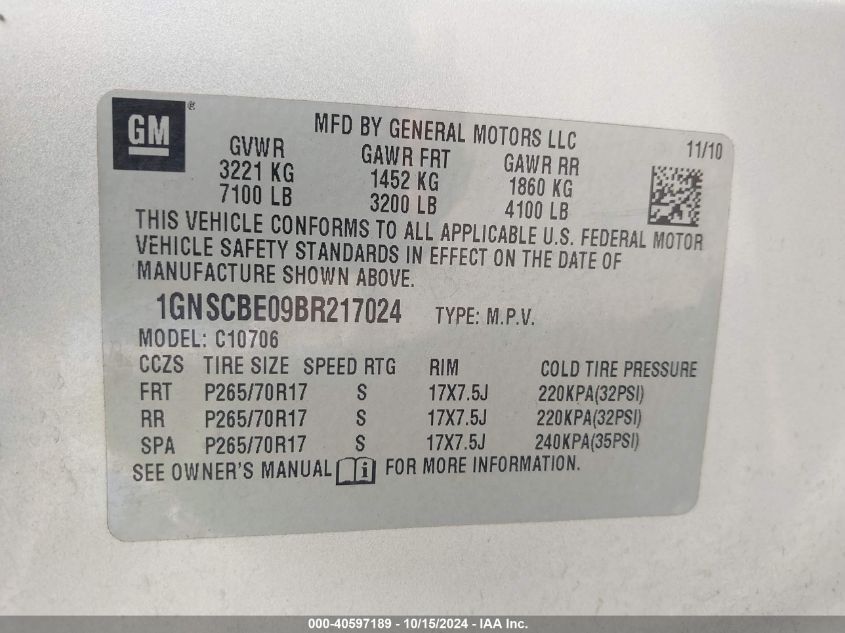 GM ®
MFD BY GENERAL MOTORS LLC 11/10
GVWR GAWR FRT GAWR RR
3221 KG 1452 KG 1860 KG
7100 LB 3200 LB 4100 LB
THIS VEHICLE CONFORMS TO ALL APPLICABLE U.S. FEDERAL MOTOR
VEHICLE SAFETY STANDARDS IN EFFECT ON THE DATE OF
MANUFACTURE SHOWN ABOVE.
1GNSCBE09BR217024 TYPE: M.P.V.
MODEL: C10706
CCZS TIRE SIZE SPEED RTG RIM COLD TIRE PRESSURE
FRT P265/70R17 S 17X7.5J 220KPA(32PSI)
RR P265/70R17 S 17X7.5J 220KPA(32PSI)
SPA P265/70R17 S 17X7.5J 240KPA(35PSI)
SEE OWNER'S MANUAL i FOR MORE INFORMATION.
000-40597189 - 10/15/2024 - IAA Inc.